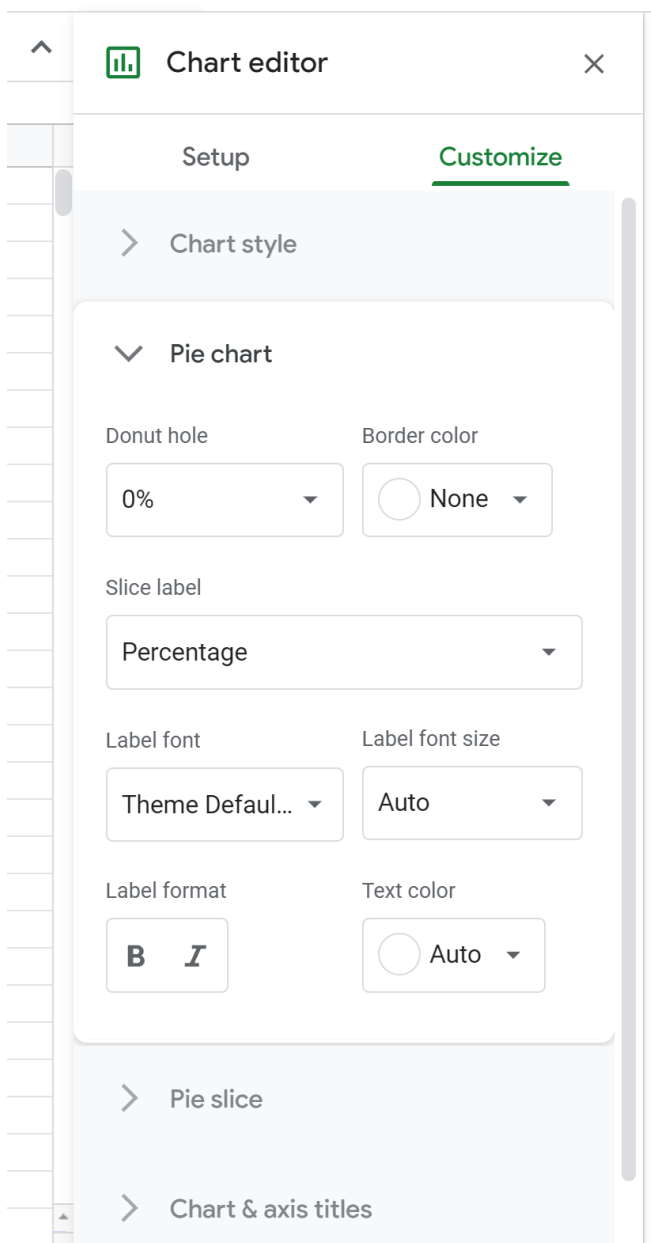 Chart editor
Setup Customize
Chart style
Pie chart
Donut hole Border color
0% None
Slice label
Percentage
Label font Label font size
Theme Defaul... Auto
Label format Text color
B I Auto
Pie slice
Chart & axis titles